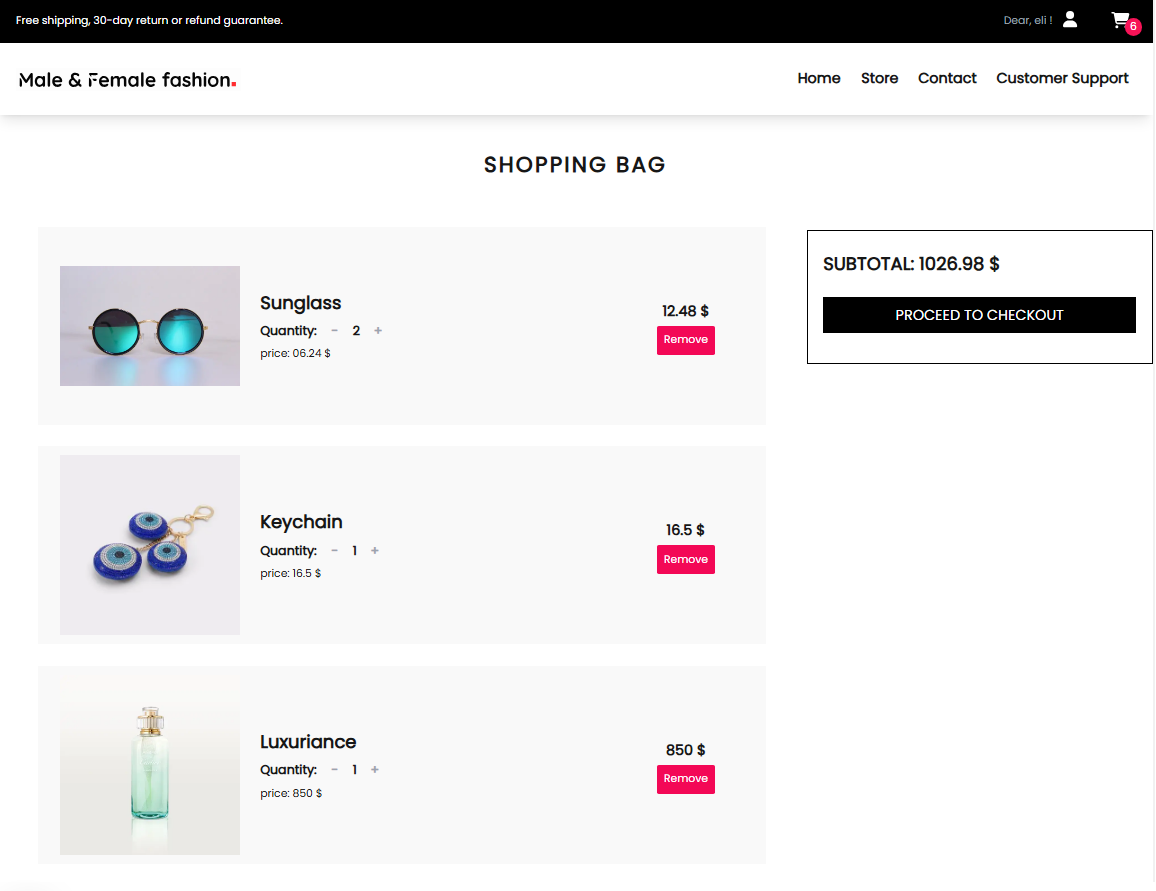 Free shipping, 30-day return or refund guarantee.
Dear, eli !
6
Male & Female fashion.
Home Store Contact Customer Support
SHOPPING BAG
Sunglass
Quantity: - 2 +
price: 06.24 $
12.48 $
Remove
SUBTOTAL: 1026.98 $
PROCEED TO CHECKOUT
Keychain
Quantity: - 1 +
price: 16.5 $
16.5 $
Remove
Luxuriance
Quantity: - 1 +
price: 850 $
850 $
Remove